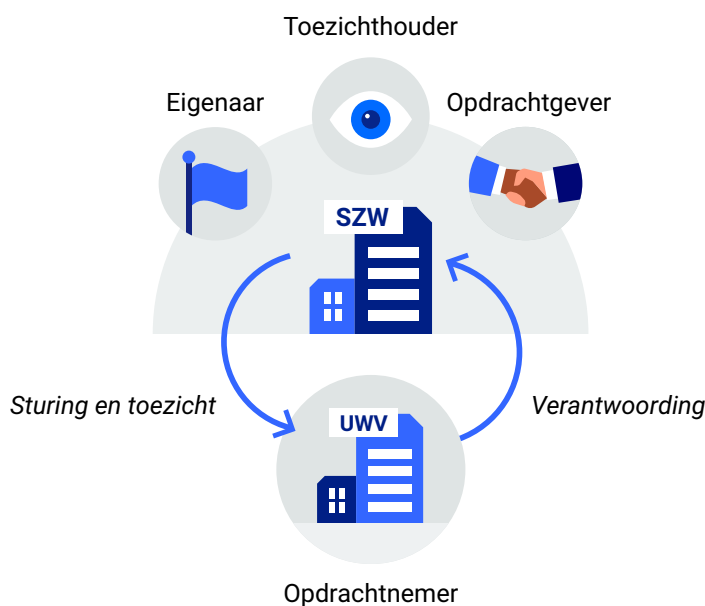 Toezichthouder
Eigenaar
Opdrachtgever
SZW
Sturing en toezicht
Verantwoording
UWV
Opdrachtnemer